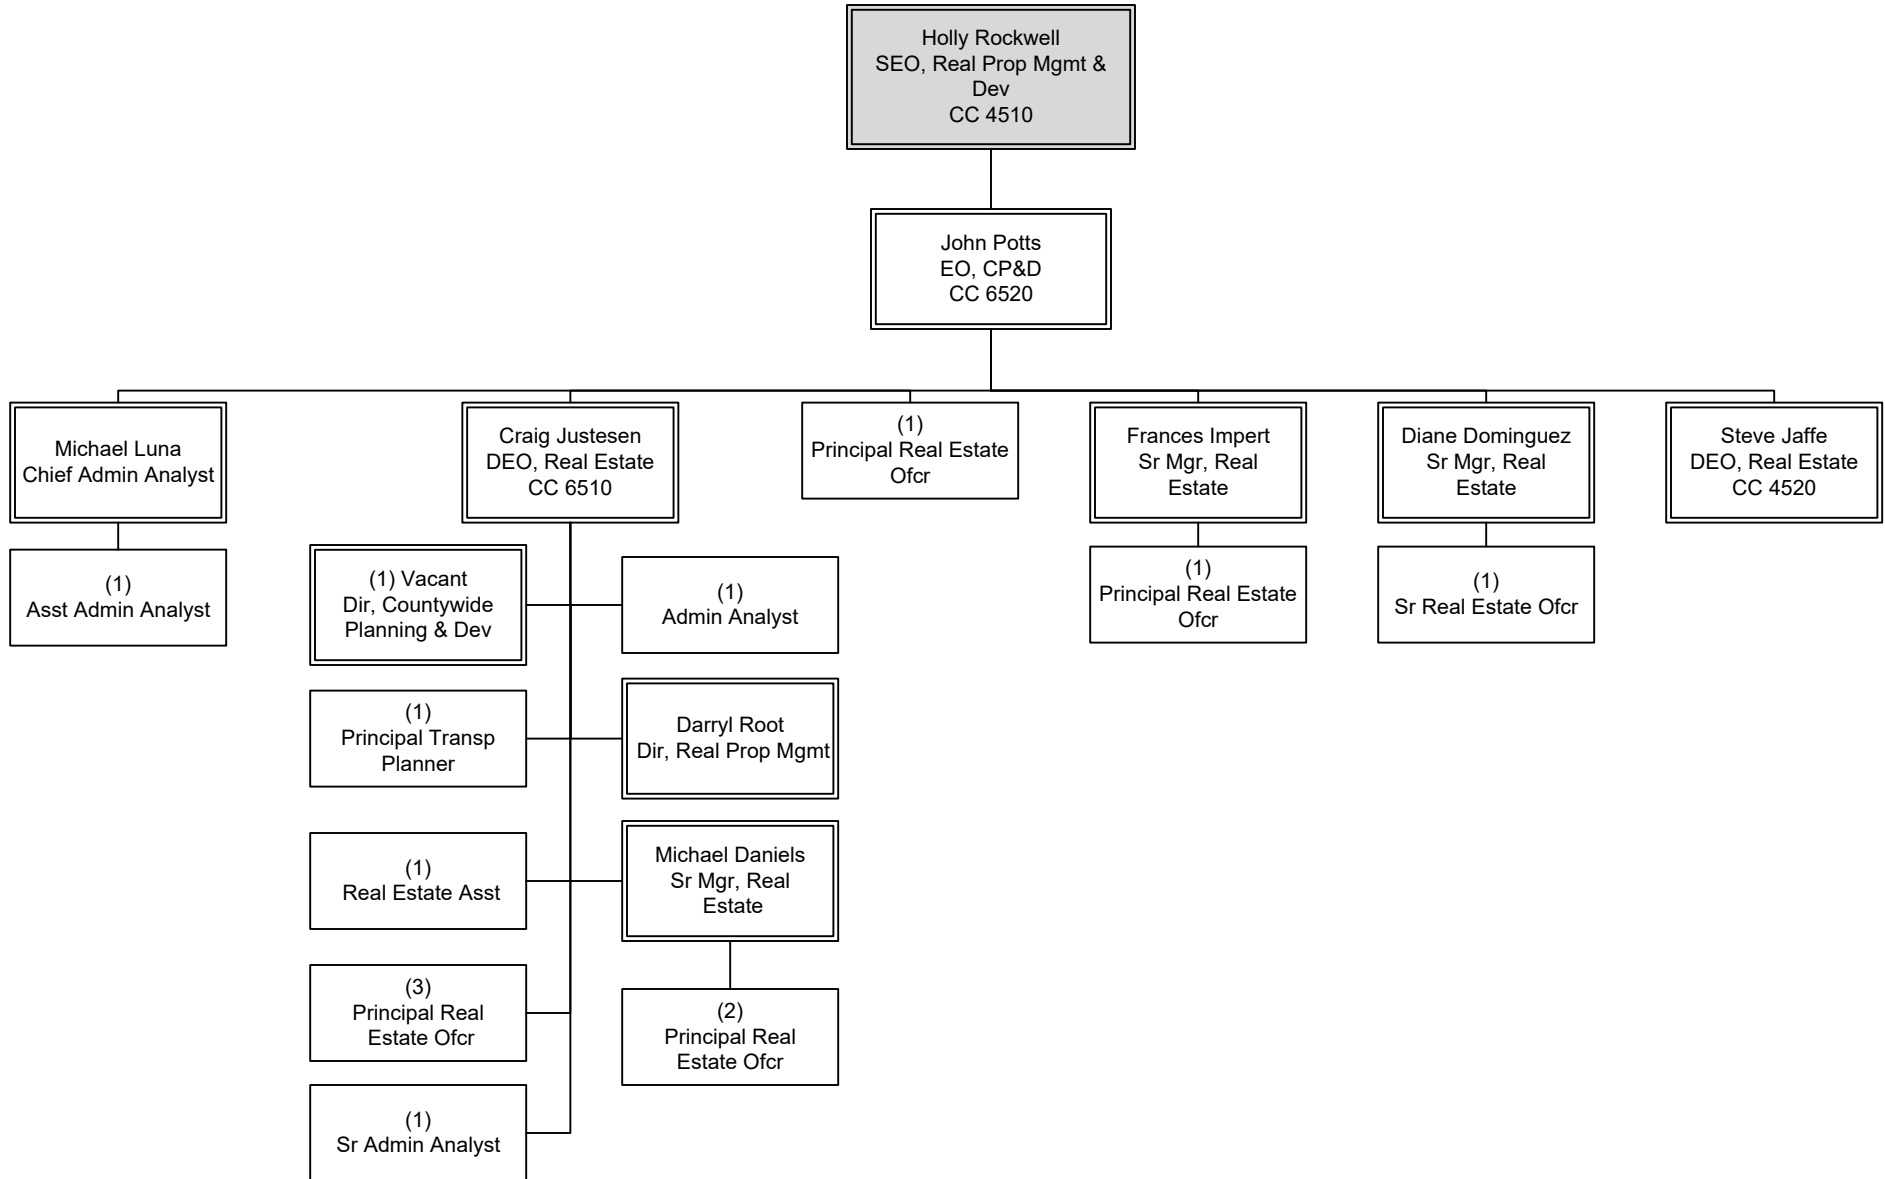 Holly Rockwell
SEO, Real Prop Mgmt &
Dev
CC 4510
John Potts
EO, CP&D
CC 6520
Michael Luna
Chief Admin Analyst
Craig Justesen
DEO, Real Estate
CC 6510
(1)
Principal Real Estate
Ofcr
Frances Impert
Sr Mgr, Real
Estate
Diane Dominguez
Sr Mgr, Real
Estate
Steve Jaffe
DEO, Real Estate
CC 4520
(1)
Asst Admin Analyst
(1) Vacant
Dir, Countywide
Planning & Dev
(1)
Admin Analyst
(1)
Principal Real Estate
Ofcr
(1)
Sr Real Estate Ofcr
(1)
Principal Transp
Planner
Darryl Root
Dir, Real Prop Mgmt
(1)
Real Estate Asst
Michael Daniels
Sr Mgr, Real
Estate
(3)
Principal Real
Estate Ofcr
(2)
Principal Real
Estate Ofcr
(1)
Sr Admin Analyst